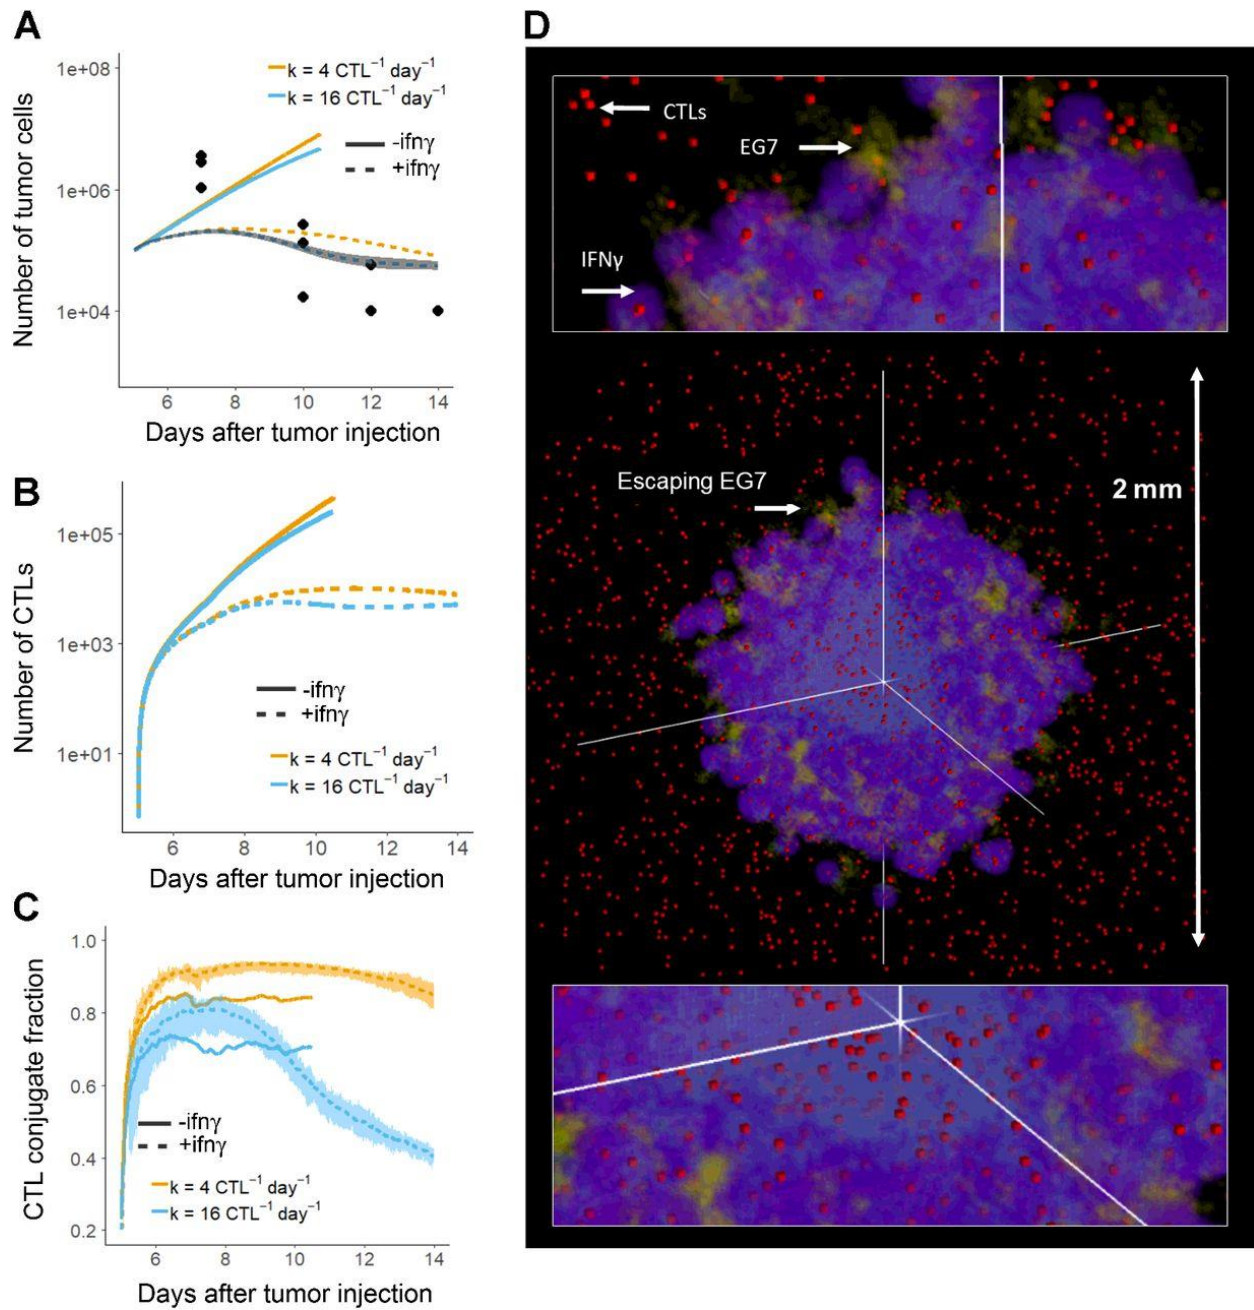 A
1e+08
1e+06
1e+04
Number of tumor cells
k = 4 CTL⁻¹ day⁻¹
k = 16 CTL⁻¹ day⁻¹
-ifnγ
+ifnγ
6 8 10 12 14
Days after tumor injection
B
1e+05
1e+03
1e+01
Number of CTLs
-ifnγ
+ifnγ
k = 4 CTL⁻¹ day⁻¹
k = 16 CTL⁻¹ day⁻¹
6 8 10 12 14
Days after tumor injection
C
1.0
0.8
0.6
0.4
0.2
CTL conjugate fraction
-ifnγ
+ifnγ
k = 4 CTL⁻¹ day⁻¹
k = 16 CTL⁻¹ day⁻¹
6 8 10 12 14
Days after tumor injection
D
CTLs
EG7
IFNγ
Escaping EG7
2 mm